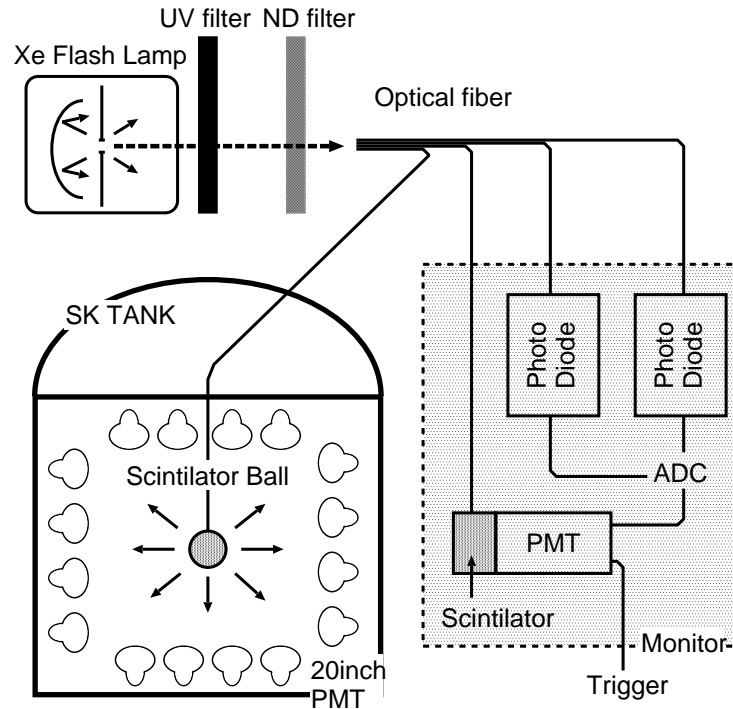 UV filter
ND filter
Xe Flash Lamp
Optical fiber
SK TANK
Photo
Diode
Photo
Diode
Scintilator Ball
ADC
PMT
Scintilator
Monitor
20inch
PMT
Trigger